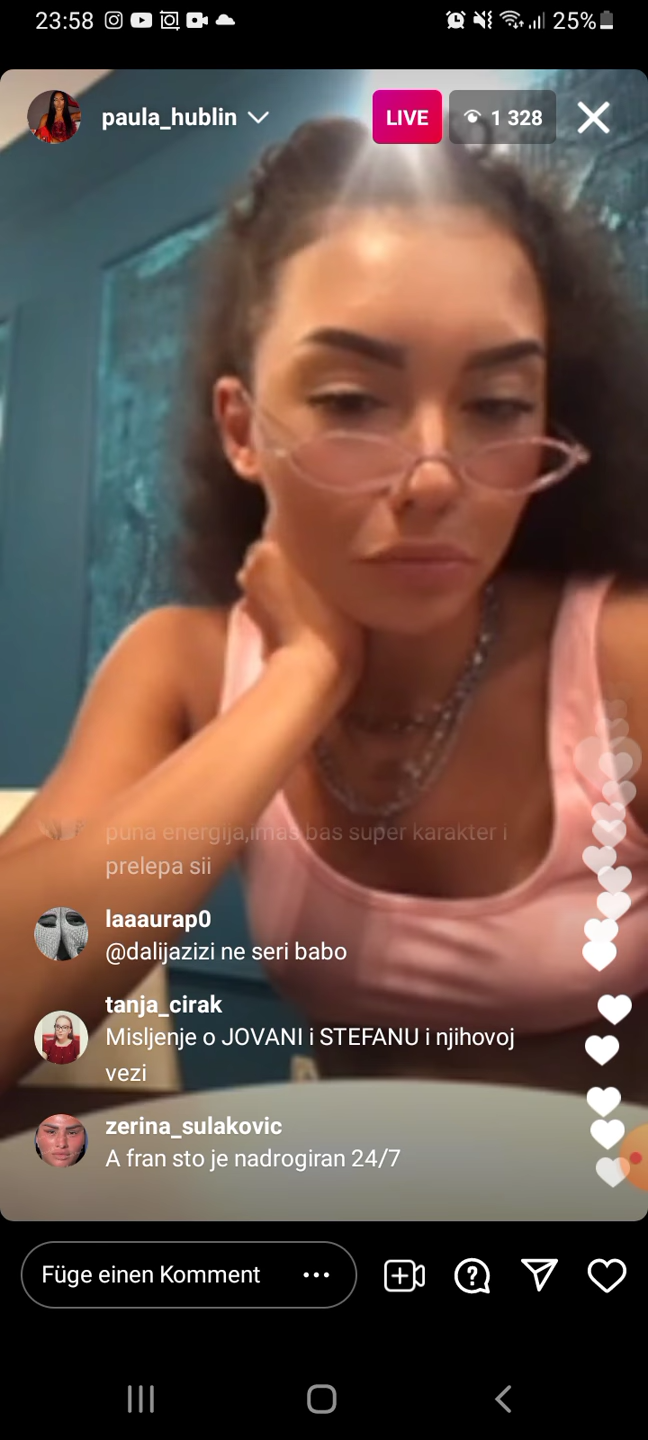 23:58
25%
paula_hublin
LIVE
1 328
puna energija,imas bas super karakter i
prelepa sii
laaaurap0
@dalijazizi ne seri babo
tanja_cirak
Misljenje o JOVANI i STEFANU i njihovoj
vezi
zerina_sulakovic
A fran sto je nadrogiran 24/7
Füge einen Komment